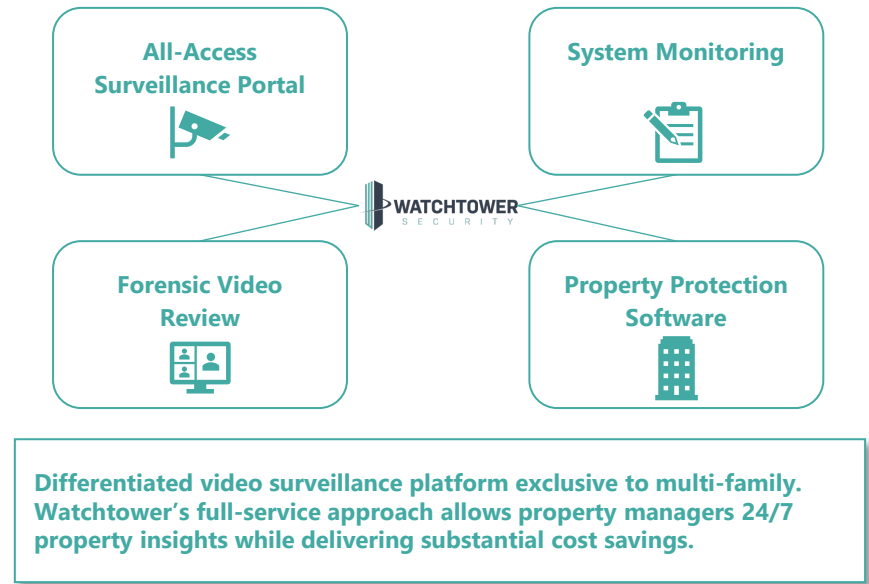 All-Access
Surveillance Portal
System Monitoring
WATCHTOWER
SECURITY
Forensic Video
Review
Property Protection
Software
Differentiated video surveillance platform exclusive to multi-family.
Watchtower’s full-service approach allows property managers 24/7
property insights while delivering substantial cost savings.